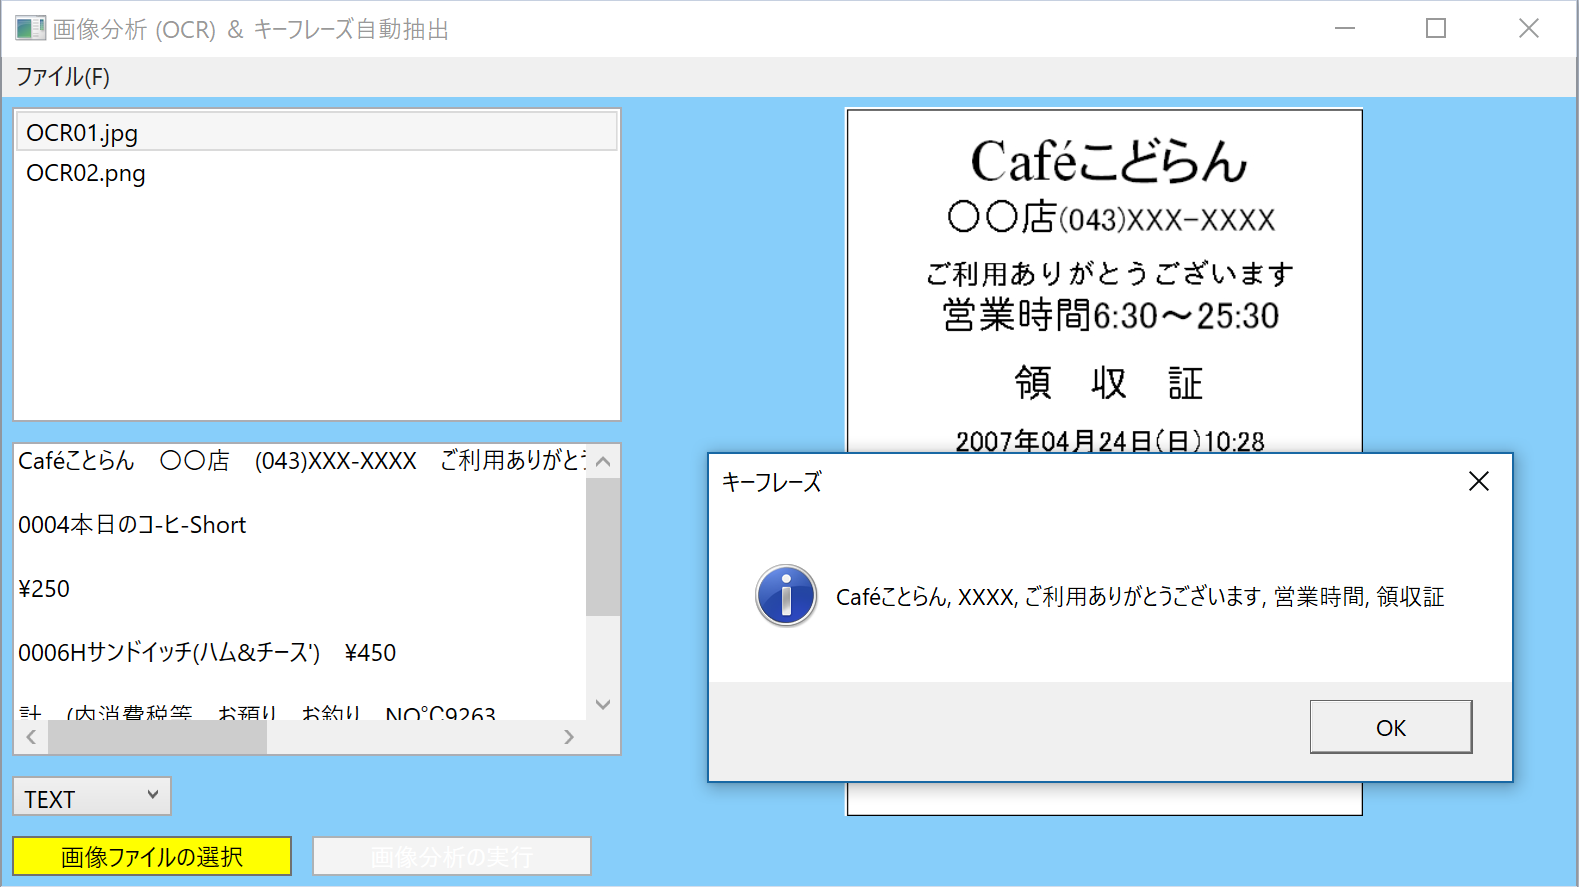 画像分析 (OCR) & キーフレーズ自動抽出
ファイル(F)
OCR01.jpg
OCR02.png
Caféことらん 〇〇店 (043)XXX-XXXX ご利用ありがとう
0004本日のコ-ヒ-Short
¥250
0006Hサンドイッチ(ハム&チース') ¥450
計 (内消費税等 お預り お釣り NO℃9263
TEXT
画像ファイルの選択
画像分析の実行
Caféこどらん
〇〇店(043)XXX-XXXX
ご利用ありがとうございます
営業時間6:30～25:30
領 収 証
2007年04月24日(日)10:28
キーフレーズ
Caféことらん, XXXX, ご利用ありがとうございます, 営業時間, 領収証
OK